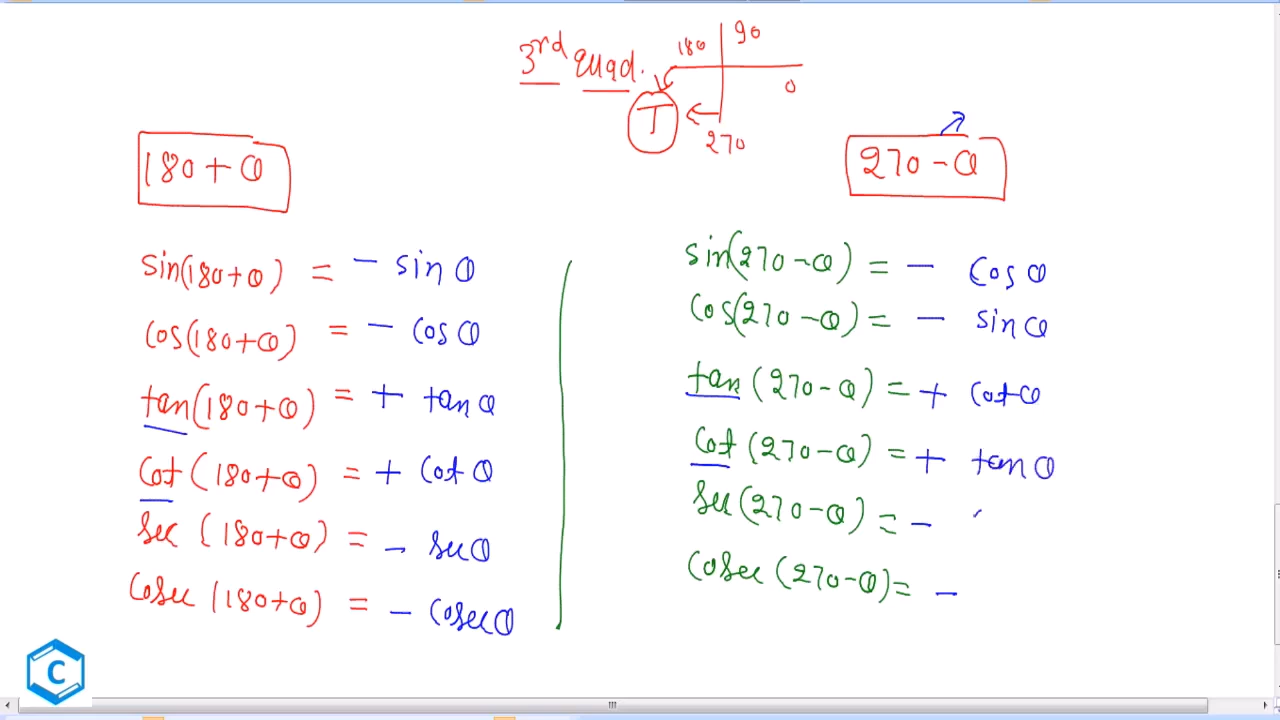 3rd quad.
180 90
0
T
270
180+θ
270-θ
sin(180+θ) = - sin θ
cos(180+θ) = - cos θ
tan(180+θ) = + tan θ
cot(180+θ) = + cot θ
sec(180+θ) = - sec θ
cosec(180+θ) = - cosec θ
sin(270-θ) = - cos θ
cos(270-θ) = - sin θ
tan(270-θ) = + cot θ
cot(270-θ) = + tan θ
sec(270-θ) = -
cosec(270-θ) = -
C